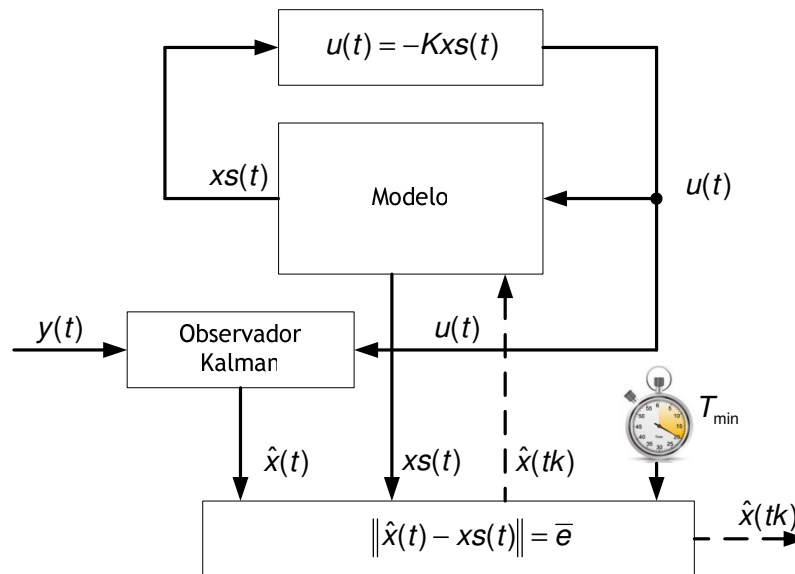 u(t) = −Kxs(t)
xs(t)
Modelo
u(t)
y(t)
Observador
Kalman
u(t)
T_min
x̂(t)
xs(t)
x̂(tk)
‖x̂(t) − xs(t)‖ = e̅
x̂(tk)